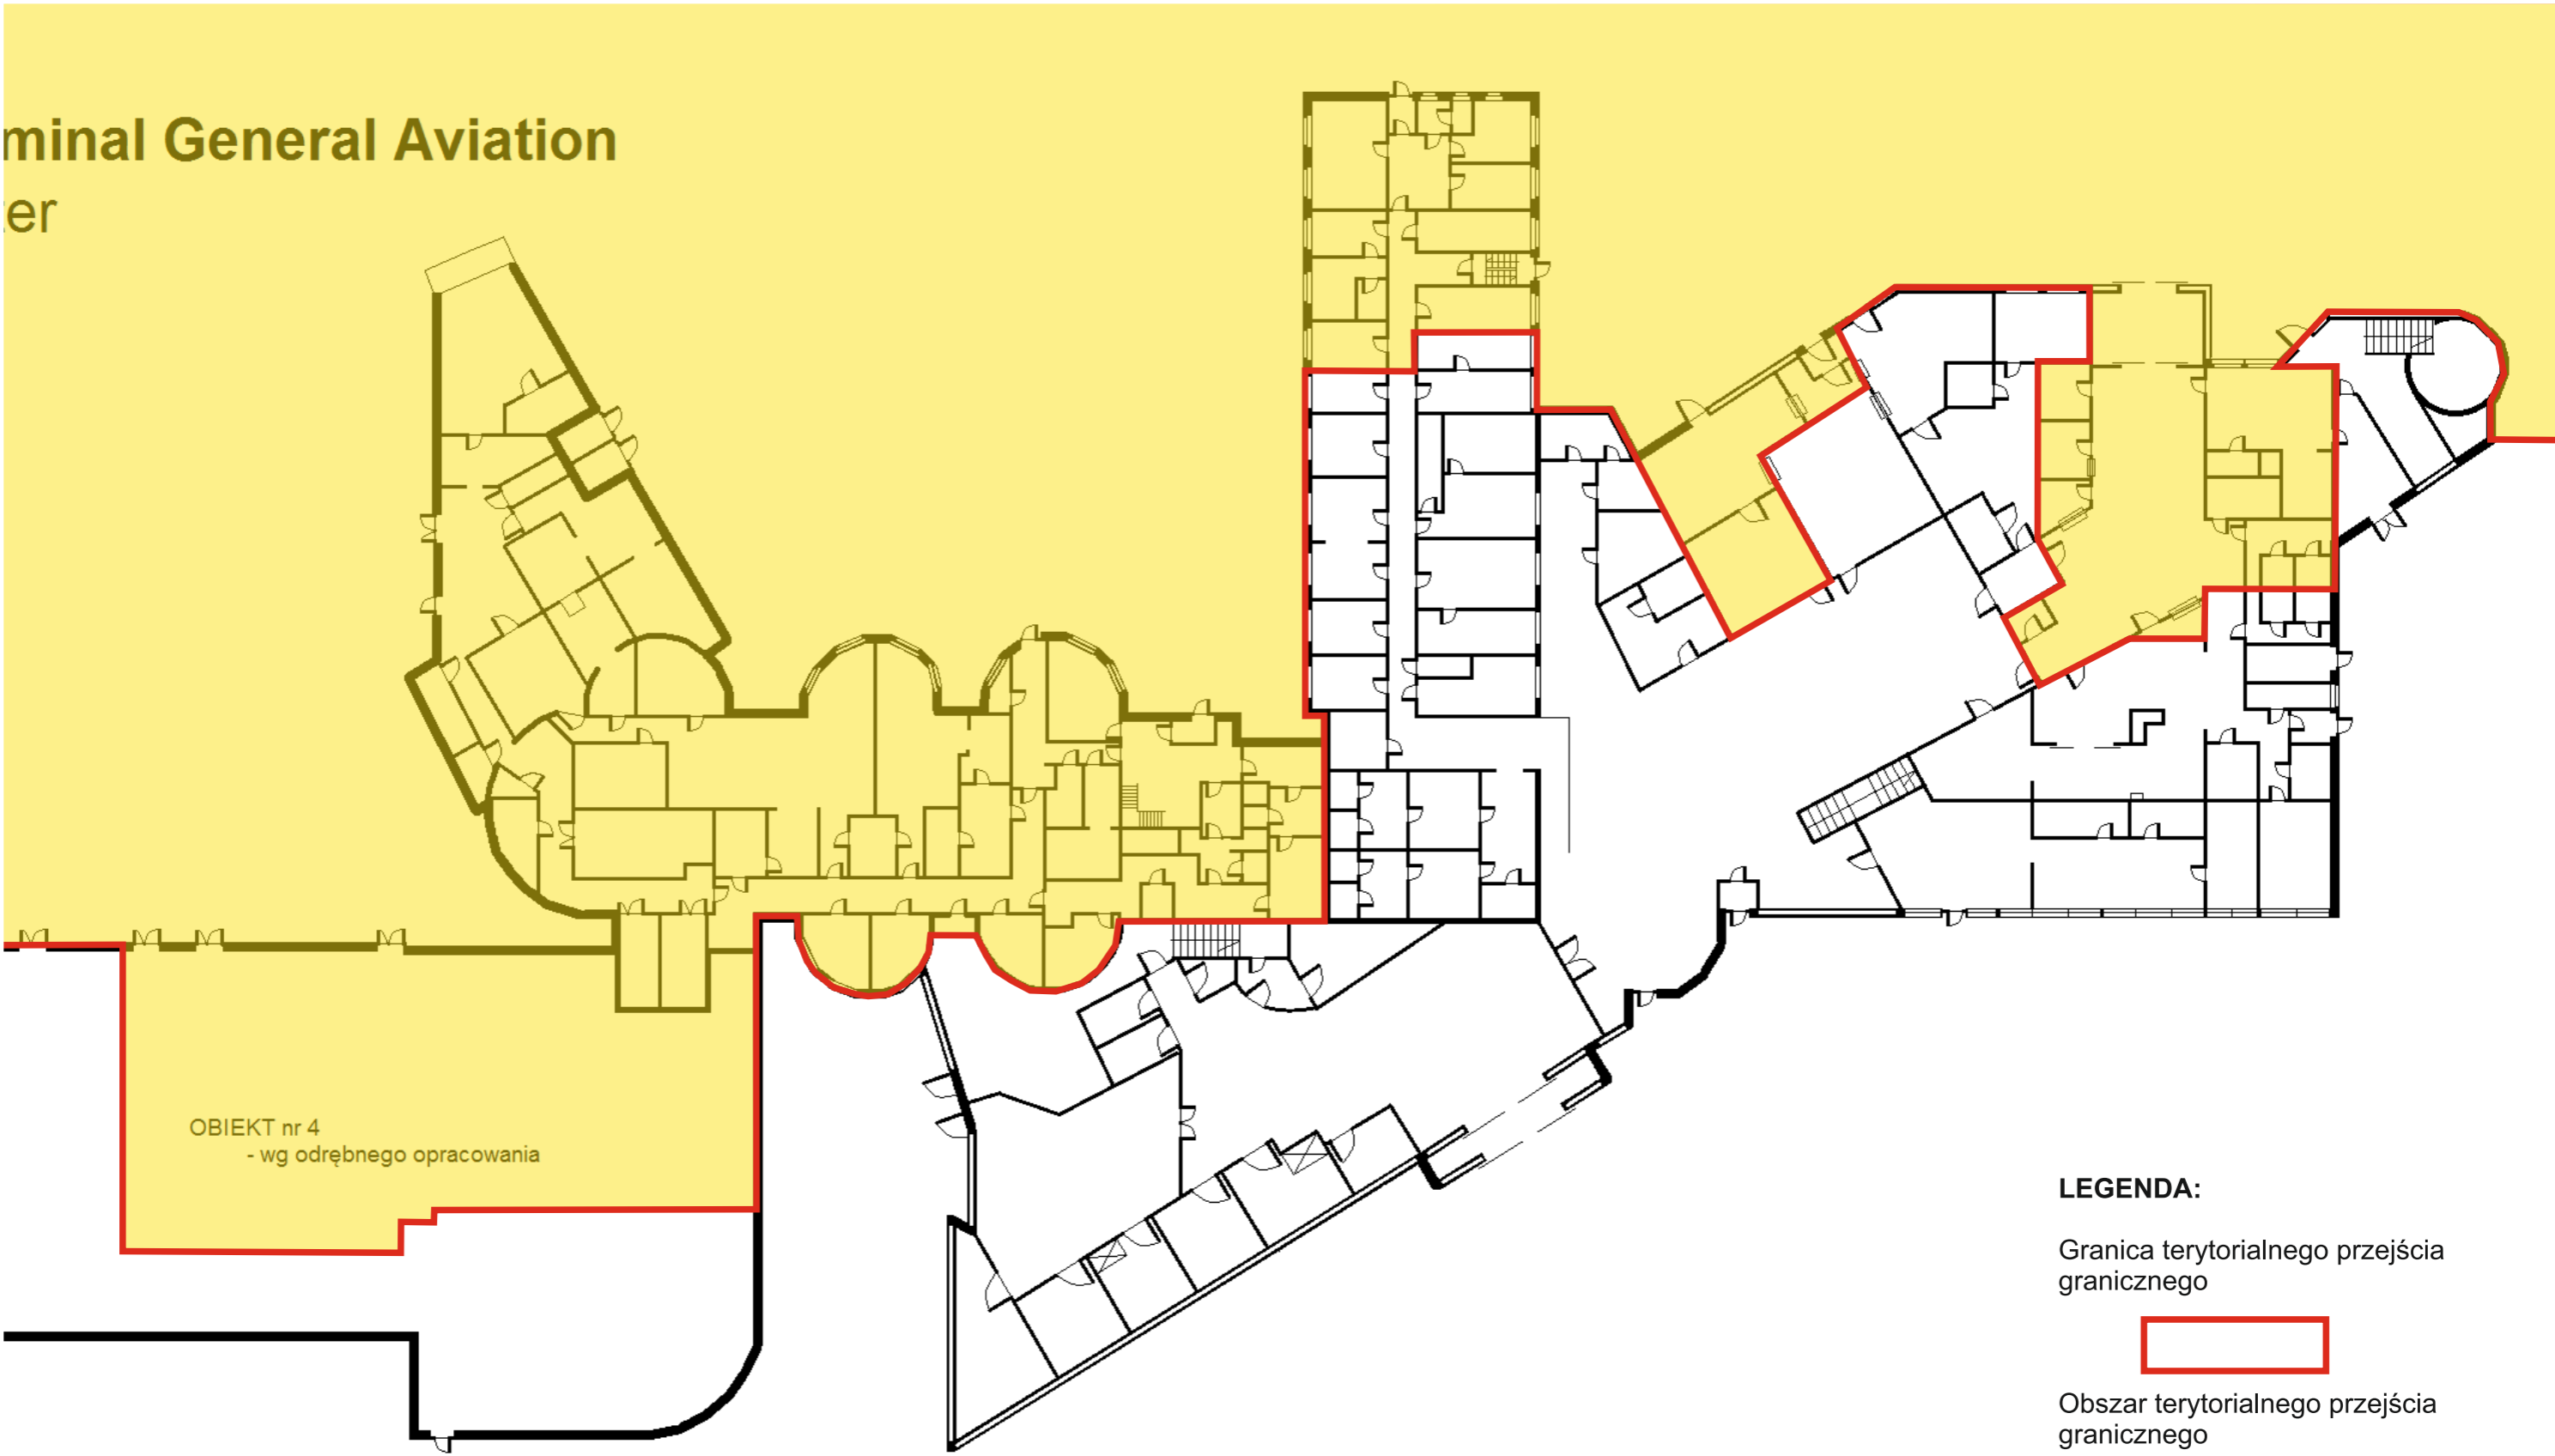 minal General Aviation
er
OBIEKT nr 4
- wg odrębnego opracowania
LEGENDA:
Granica terytorialnego przejścia
granicznego
Obszar terytorialnego przejścia
granicznego